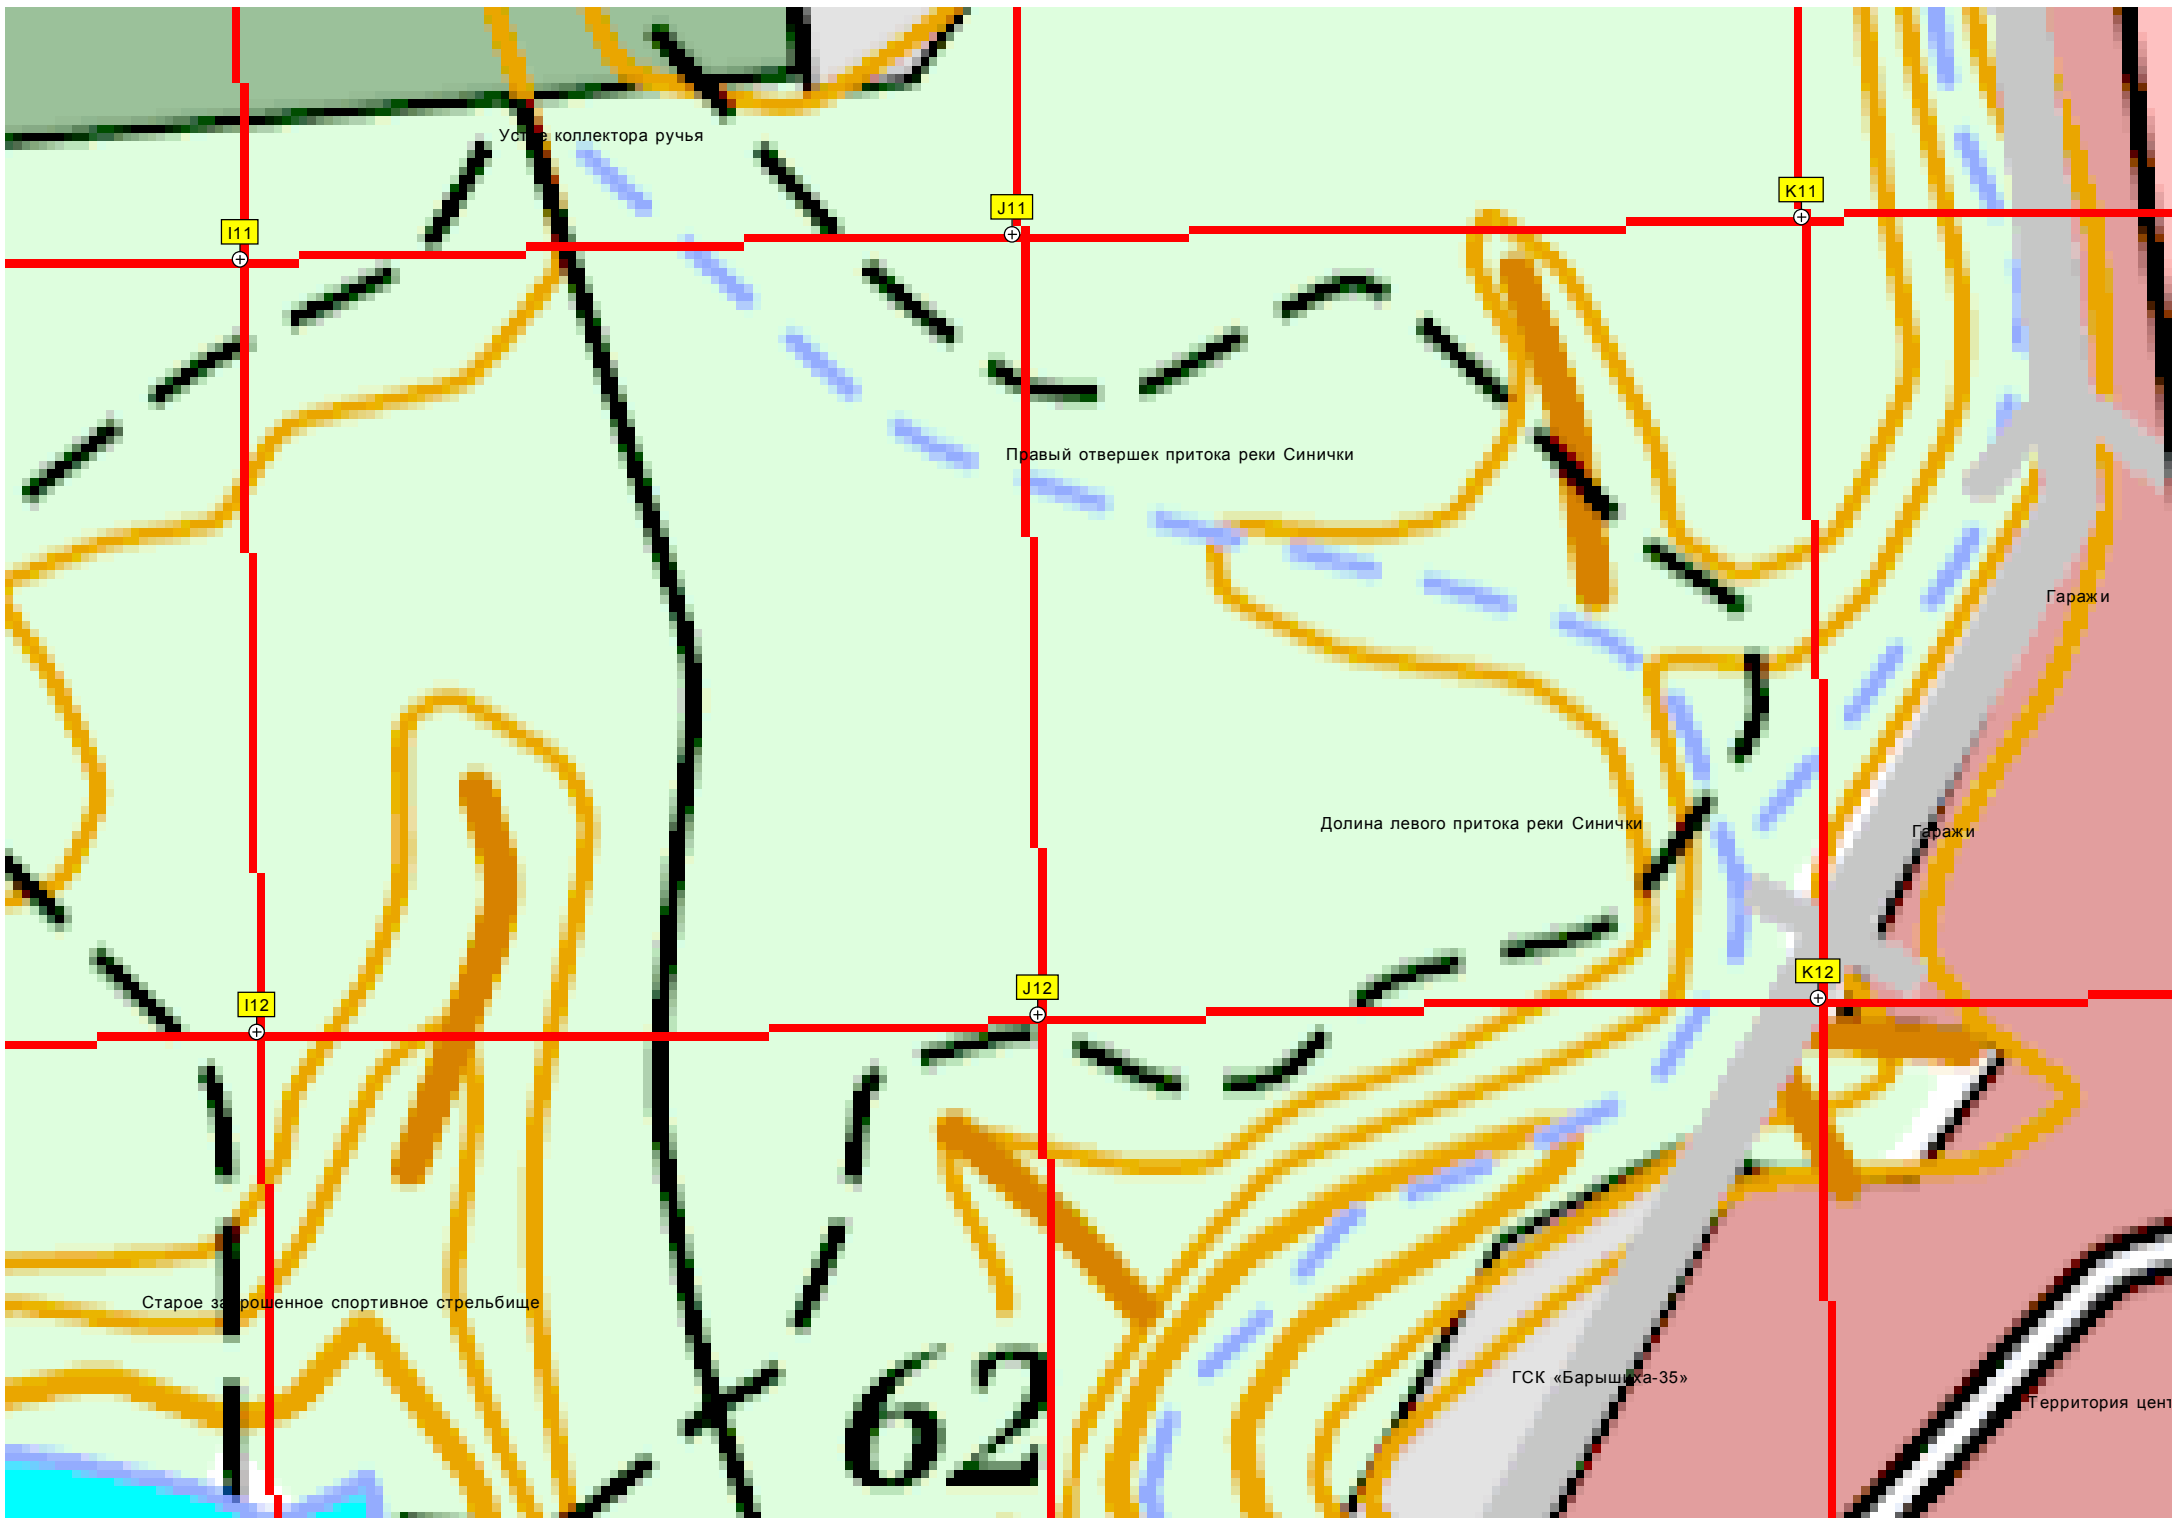 Устье коллектора ручья
K11
J11
I11
Правый отвершек притока реки Синички
Гаражи
Долина левого притока реки Синички
Гаражи
K12
J12
I12
Старое заброшенное спортивное стрельбище
62
ГСК «Барышиха-35»
Территория цент